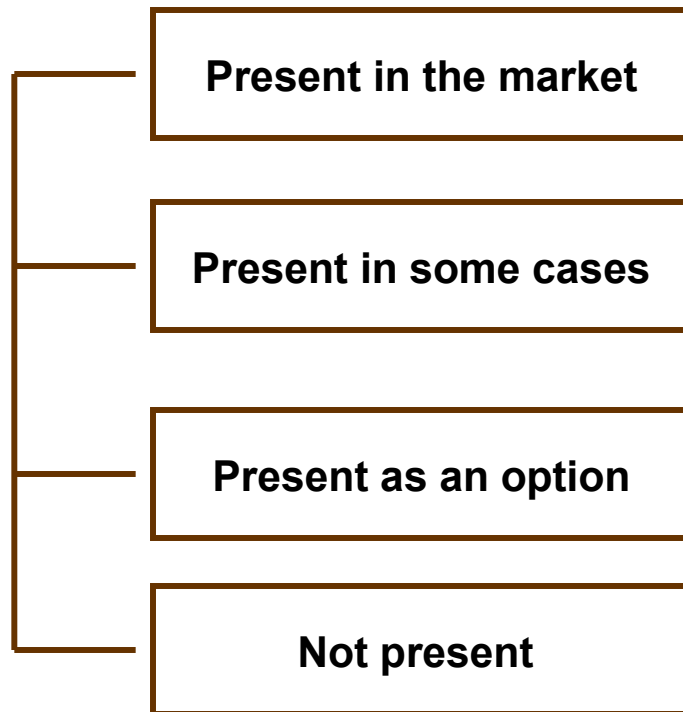 Present in the market
Present in some cases
Present as an option
Not present